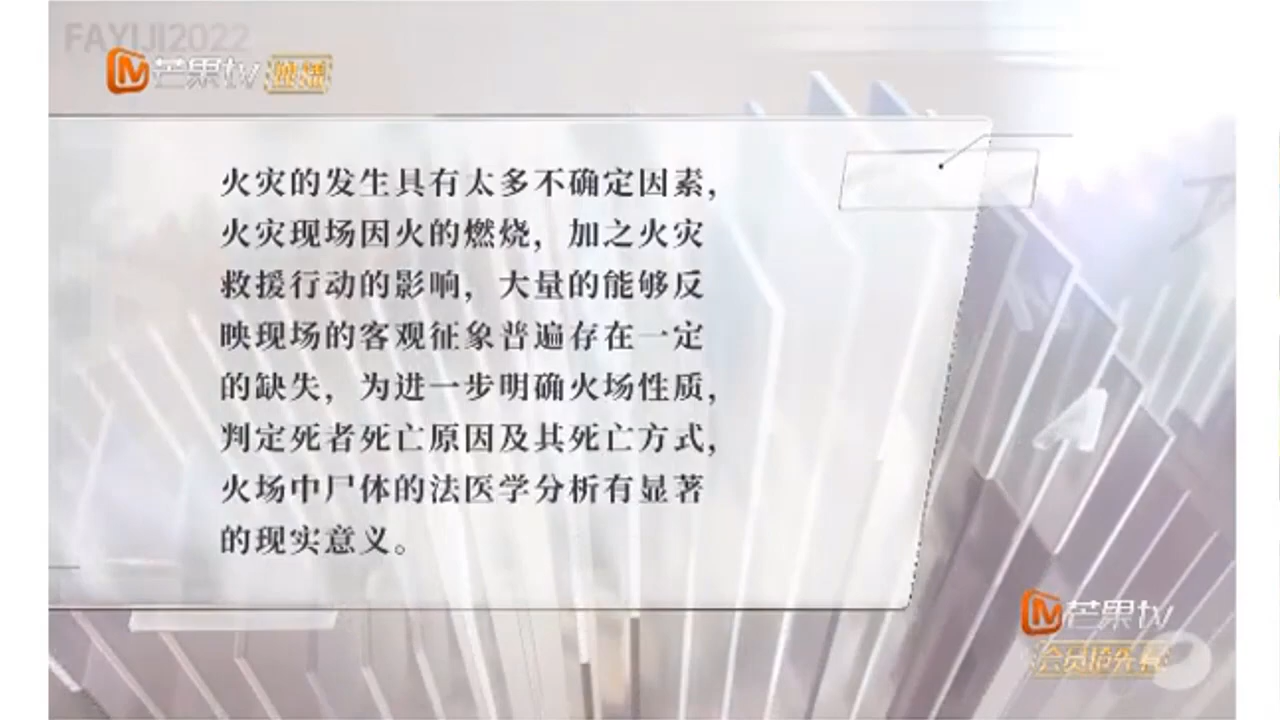 FAYIJI2022
芒果tv 独播
火灾的发生具有太多不确定因素，
火灾现场因火的燃烧，加之火灾
救援行动的影响，大量的能够反
映现场的客观征象普遍存在一定
的缺失，为进一步明确火场性质，
判定死者死亡原因及其死亡方式，
火场中尸体的法医学分析有显著
的现实意义。
芒果tv
会员抢先看